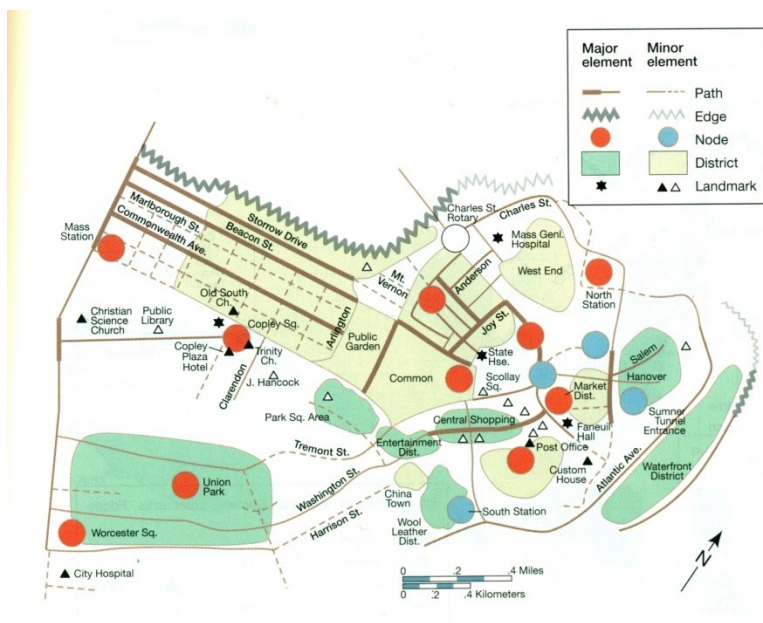 Major
element
Minor
element
Path
Edge
Node
District
Landmark
Charles St.
Rotary
Charles St.
Mass Genl.
Hospital
West End
North
Station
Storrow Drive
Beacon St.
Marlborough St.
Commonwealth Ave.
Mass
Station
Mt.
Vernon
Anderson
Joy St.
Old South
Ch.
Christian
Science
Church
Public
Library
Copley Sq.
Arlington
Public
Garden
Common
State
Hse.
Scollay
Sq.
Market
Dist.
Salem
Hanover
Copley
Plaza
Hotel
Trinity
Ch.
J. Hancock
Clarendon
Park Sq. Area
Central Shopping
Faneuil
Hall
Sumner
Tunnel
Entrance
Tremont St.
Entertainment
Dist.
Post Office
Custom
House
Atlantic Ave.
Waterfront
District
Washington St.
Union
Park
China
Town
Harrison St.
Wool
Leather
Dist.
South Station
Worcester Sq.
City Hospital
0 .2 .4 Miles
0 .2 .4 Kilometers
N